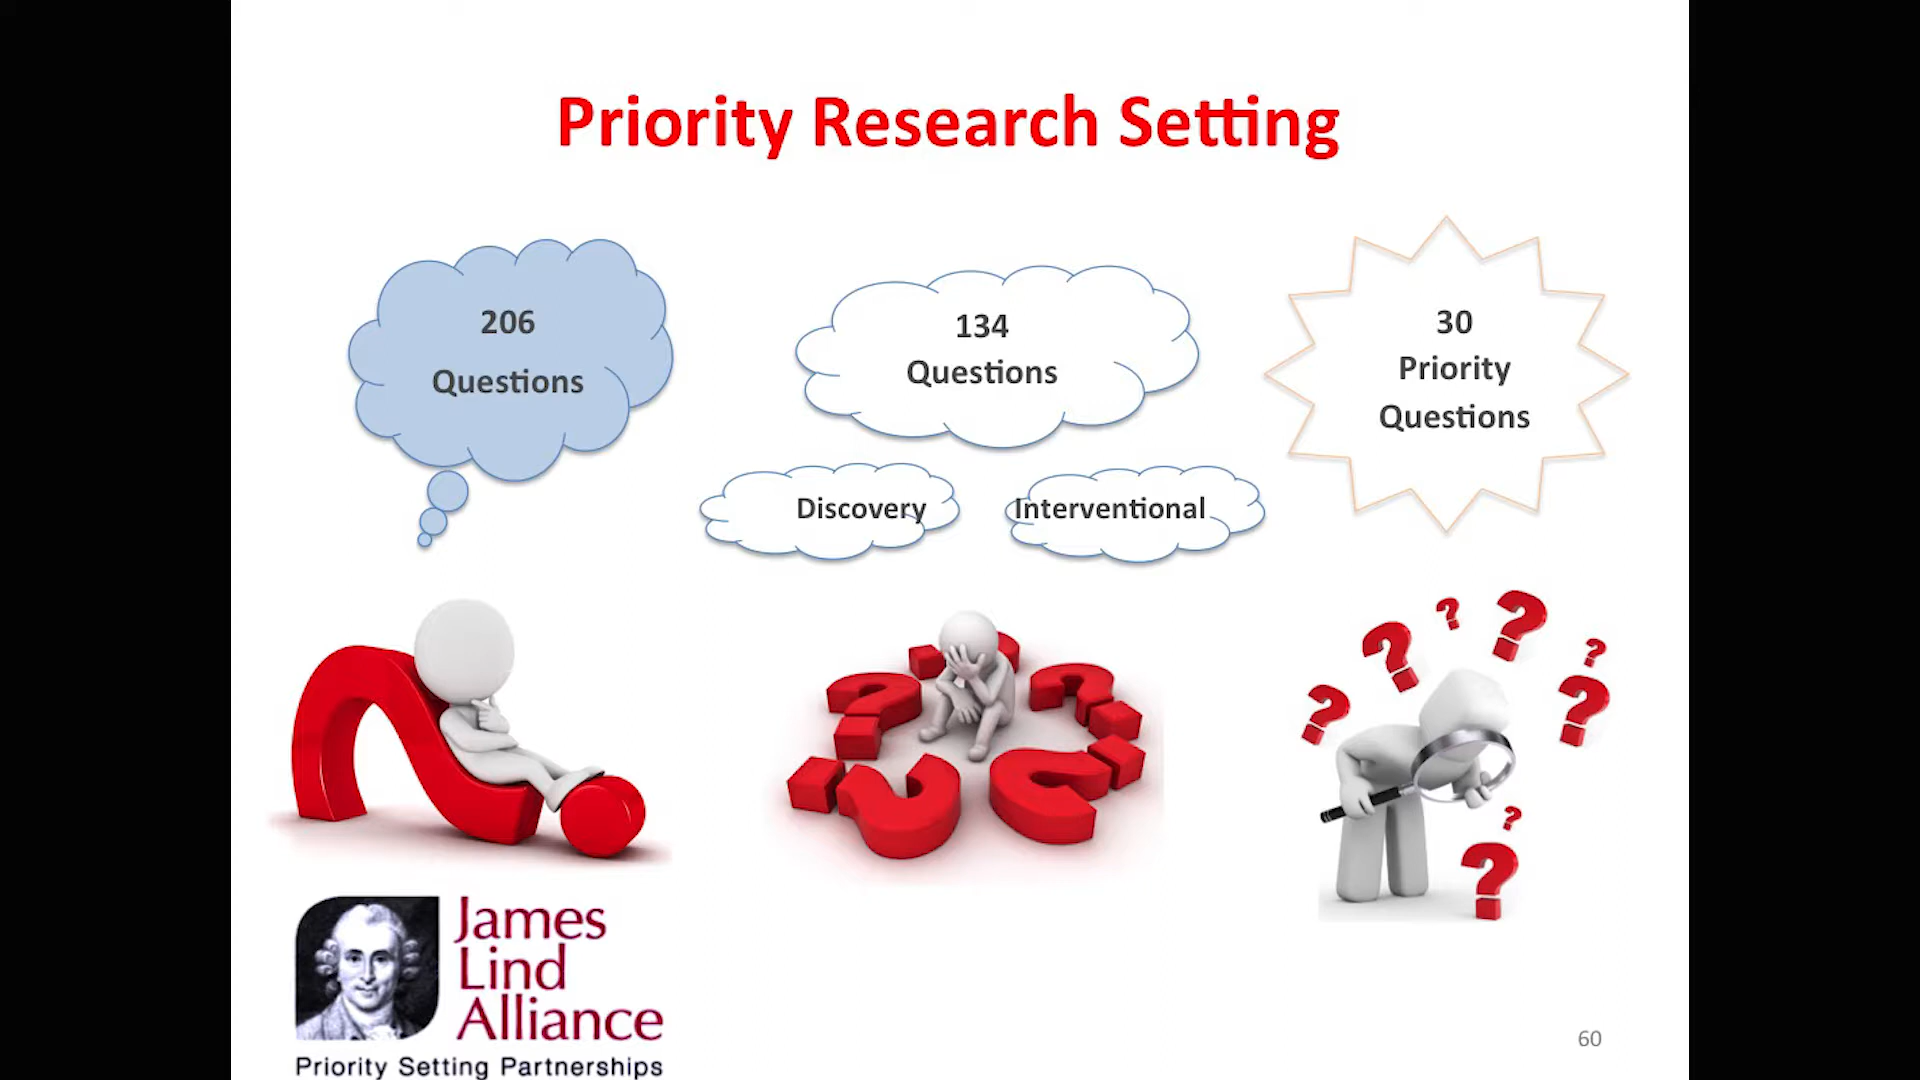 Priority Research Setting
206
Questions
134
Questions
30
Priority
Questions
Discovery
Interventional
James
Lind
Alliance
Priority Setting Partnerships
60